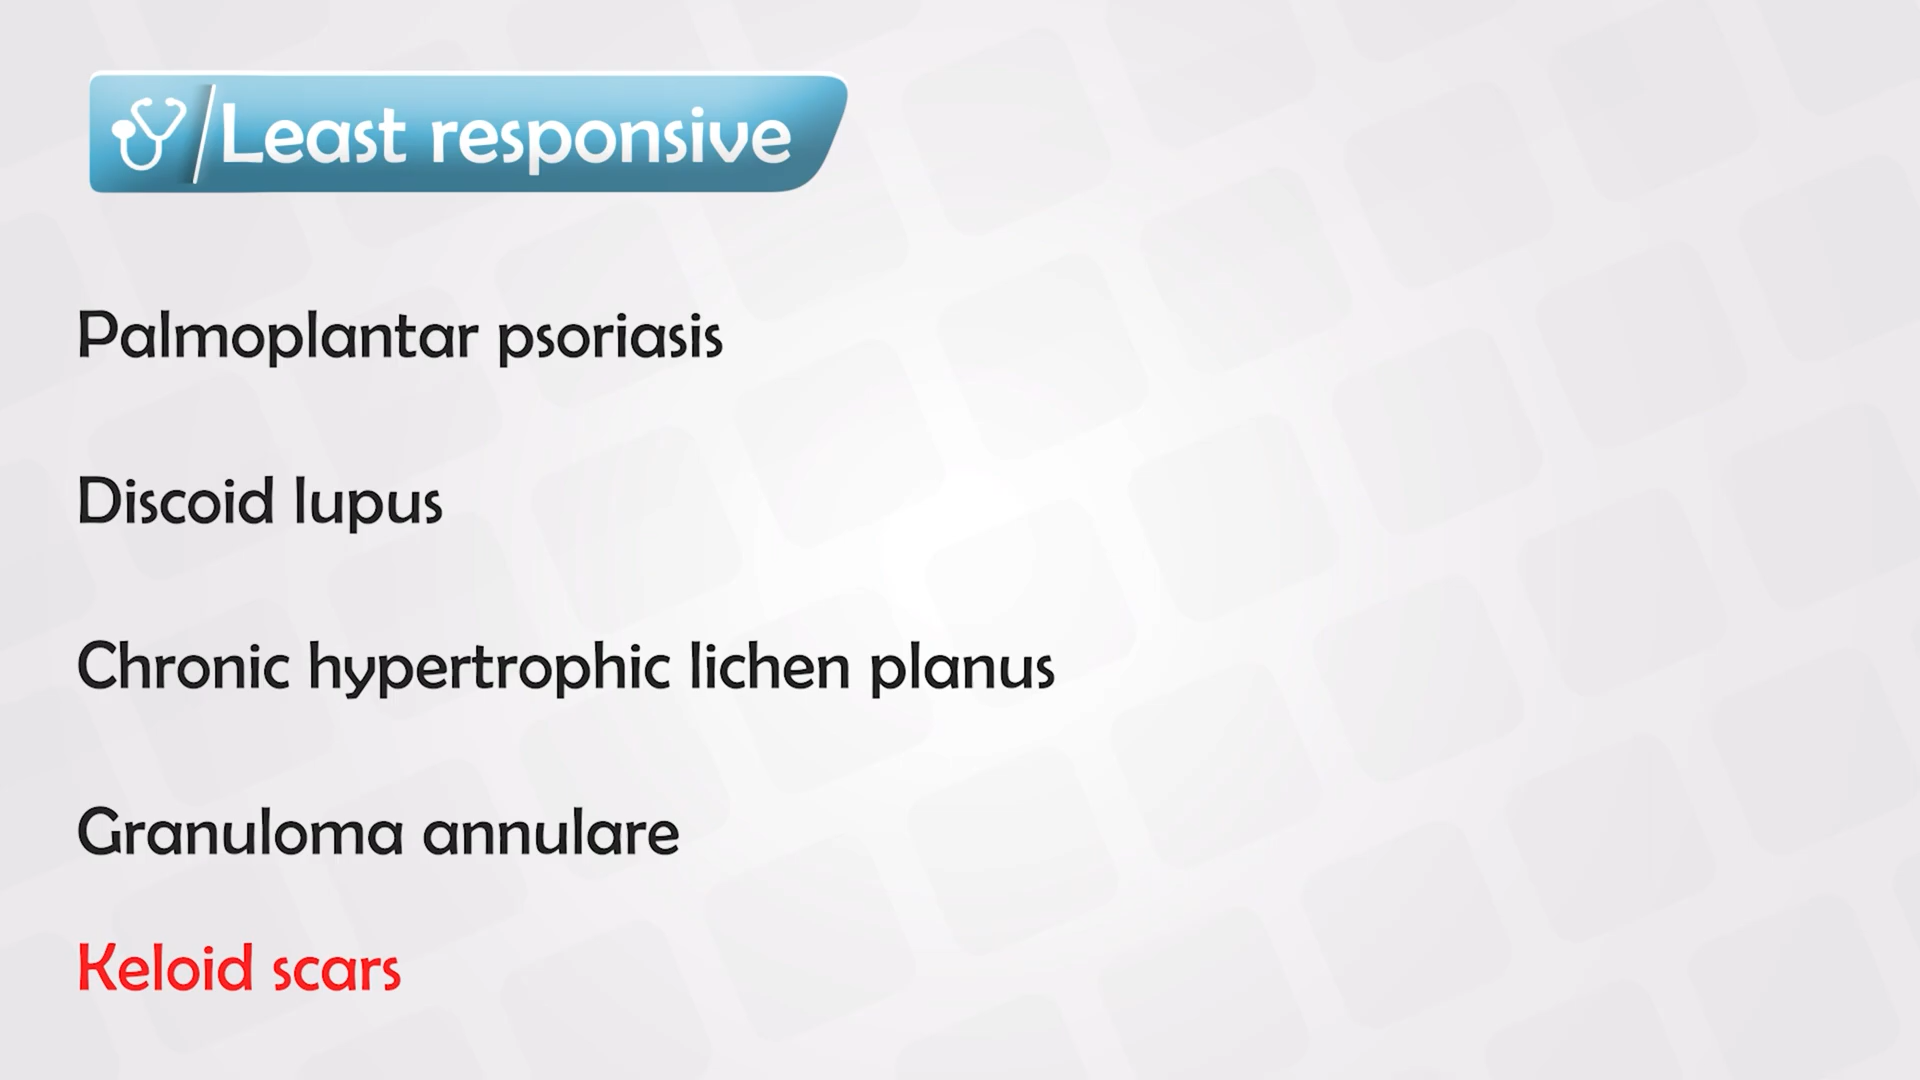 Least responsive
Palmoplantar psoriasis
Discoid lupus
Chronic hypertrophic lichen planus
Granuloma annulare
Keloid scars